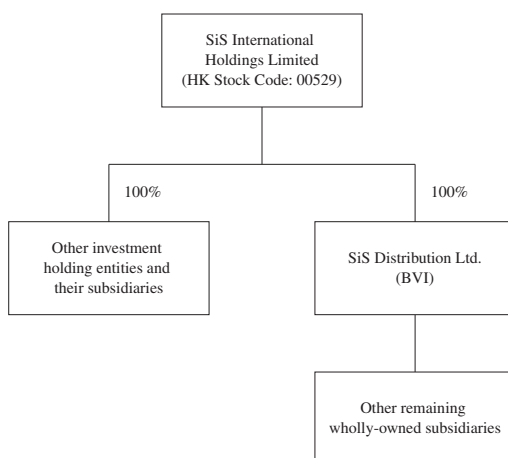 SiS International
Holdings Limited
(HK Stock Code: 00529)
100%
100%
Other investment
holding entities and
their subsidiaries
SiS Distribution Ltd.
(BVI)
Other remaining
wholly-owned subsidiaries